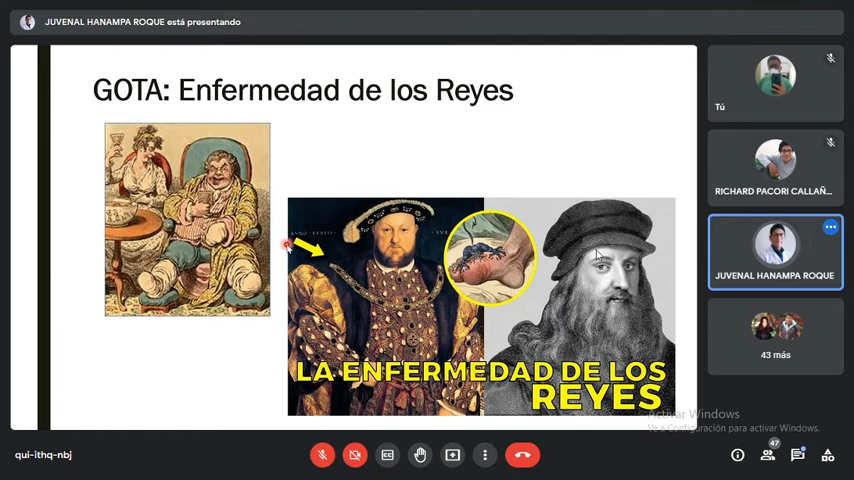 JUVENAL HANAMPA ROQUE está presentando
GOTA: Enfermedad de los Reyes
LA ENFERMEDAD DE LOS
REYES
Tú
RICHARD PACORI CALLAÑ...
JUVENAL HANAMPA ROQUE
43 más
Activar Windows
Ve a Configuración para activar Windows.
qui-ithq-nbj
CC
47